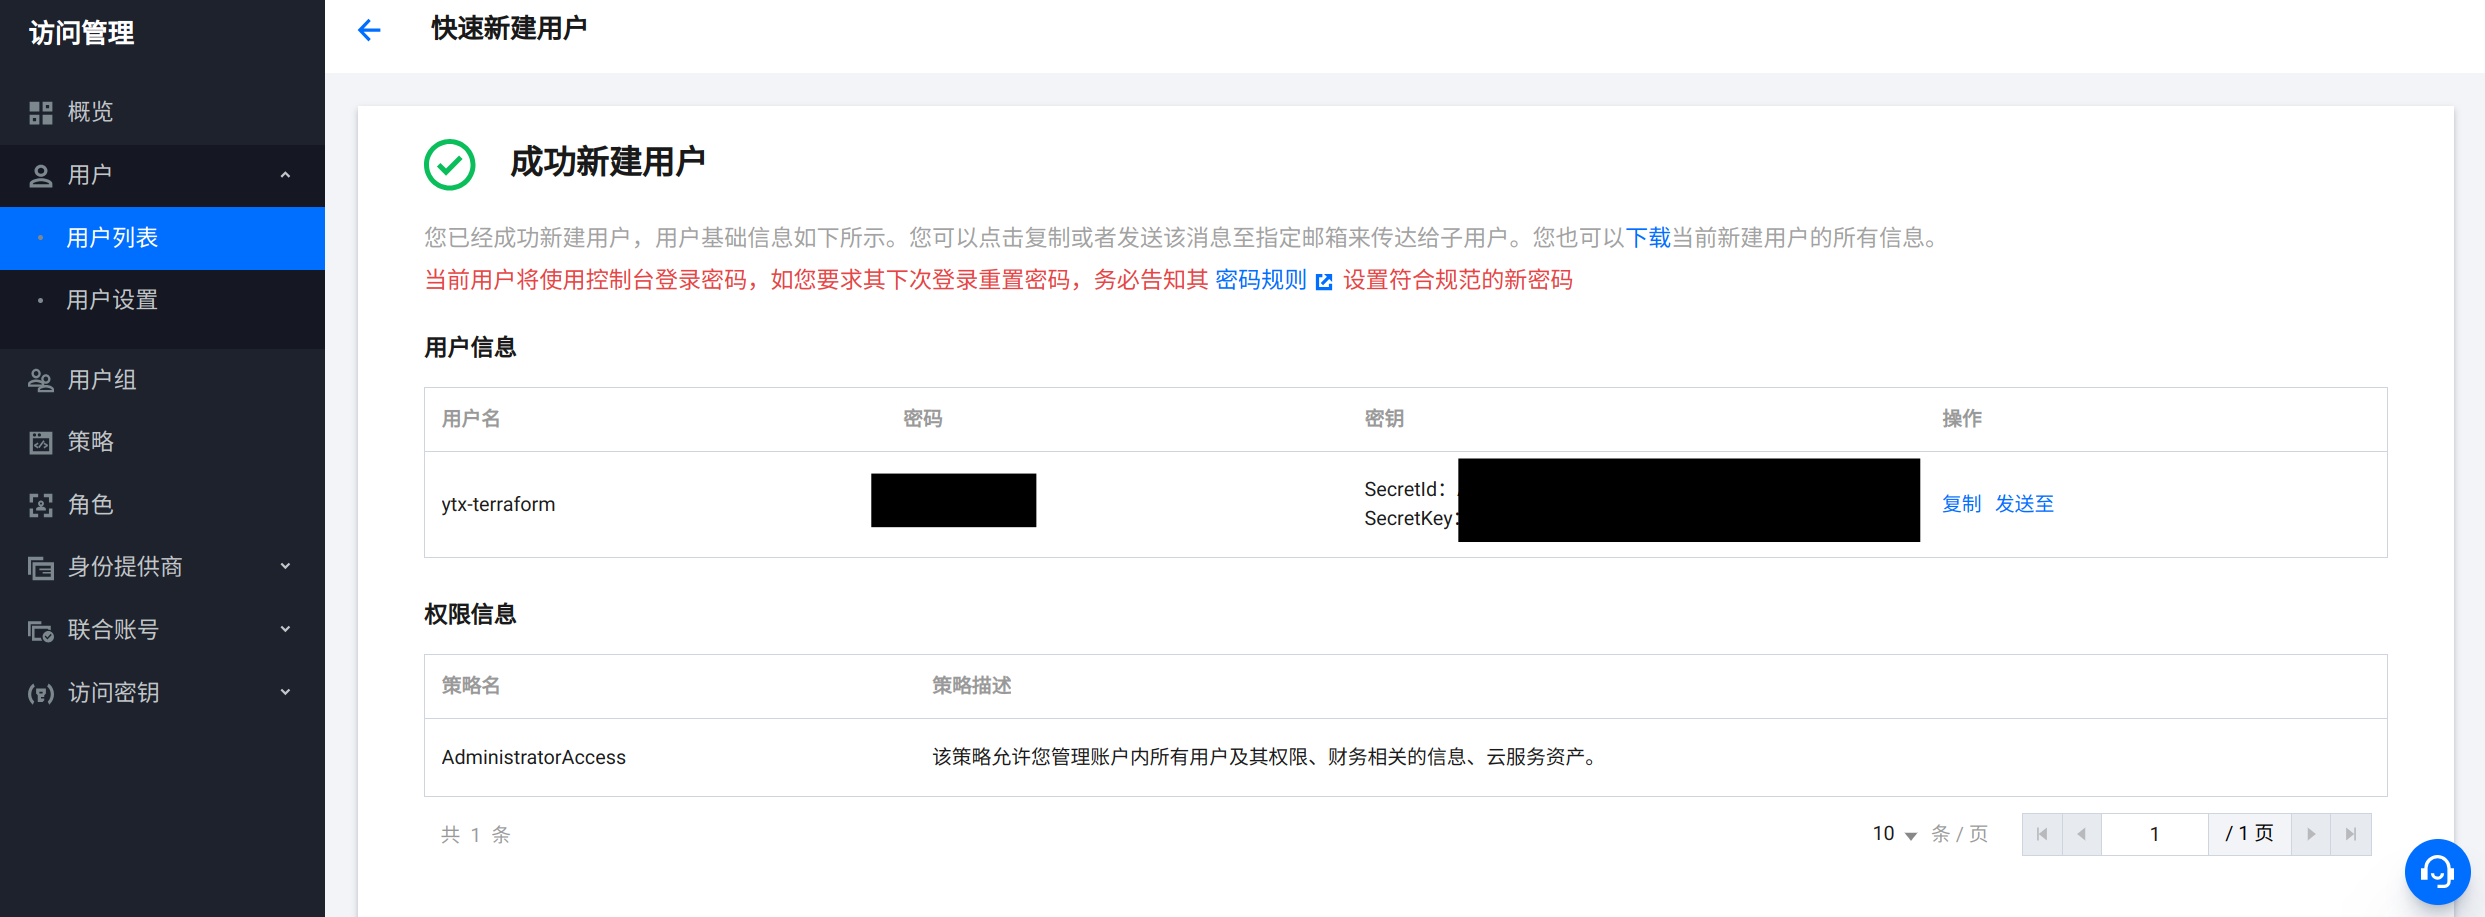 访问管理
概览
用户
用户列表
用户设置
用户组
策略
角色
身份提供商
联合账号
访问密钥
快速新建用户
成功新建用户
您已经成功新建用户，用户基础信息如下所示。您可以点击复制或者发送该消息至指定邮箱来传达给子用户。您也可以下载当前新建用户的所有信息。
当前用户将使用控制台登录密码，如您要求其下次登录重置密码，务必告知其 密码规则 设置符合规范的新密码
用户信息
用户名 密码 密钥 操作
ytx-terraform SecretId： 复制 发送至
SecretKey：
权限信息
策略名 策略描述
AdministratorAccess 该策略允许您管理账户内所有用户及其权限、财务相关的信息、云服务资产。
共 1 条 10 条 / 页 1 / 1 页